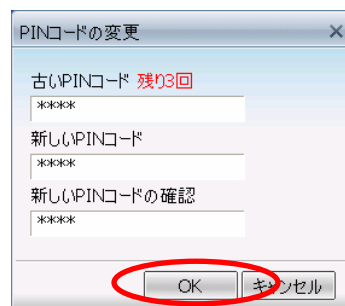 PINコードの変更
古いPINコード 残り3回
****
新しいPINコード
****
新しいPINコードの確認
****
OK キャンセル